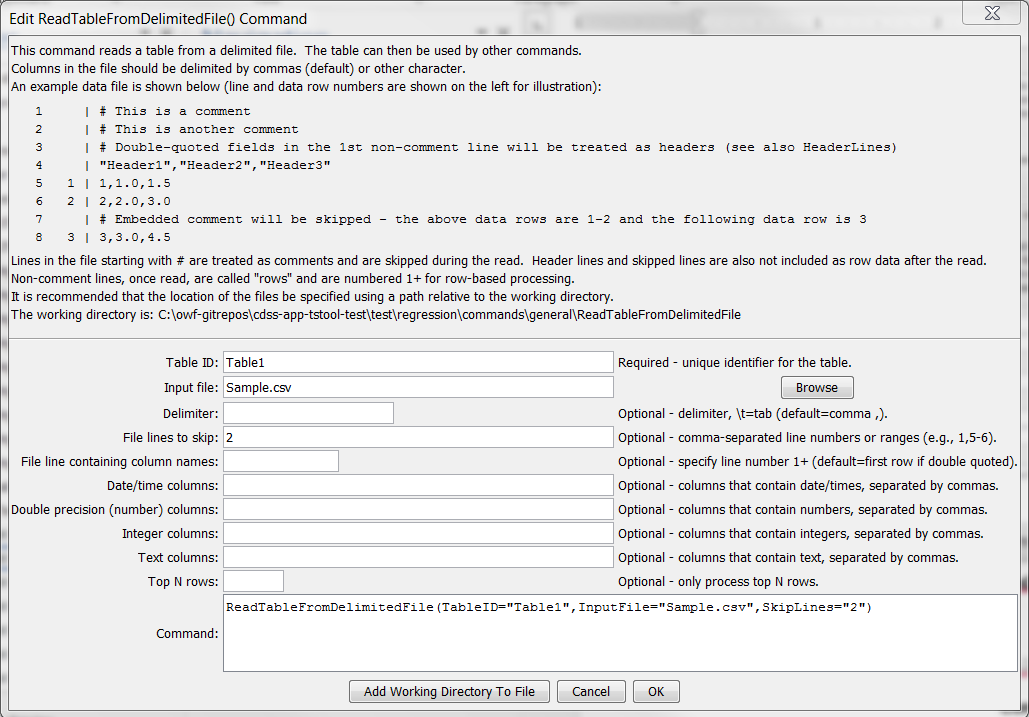 Edit ReadTableFromDelimitedFile() Command
This command reads a table from a delimited file.  The table can then be used by other commands.
Columns in the file should be delimited by commas (default) or other character.
An example data file is shown below (line and data row numbers are shown on the left for illustration):
1 | # This is a comment
2 | # This is another comment
3 | # Double-quoted fields in the 1st non-comment line will be treated as headers (see also HeaderLines)
4 | "Header1","Header2","Header3"
5 1 | 1,1.0,1.5
6 2 | 2,2.0,3.0
7 | # Embedded comment will be skipped - the above data rows are 1-2 and the following data row is 3
8 3 | 3,3.0,4.5
Lines in the file starting with # are treated as comments and are skipped during the read.  Header lines and skipped lines are also not included as row data after the read.
Non-comment lines, once read, are called "rows" and are numbered 1+ for row-based processing.
It is recommended that the location of the files be specified using a path relative to the working directory.
The working directory is: C:\owf-gitrepos\cdss-app-tstool-test\test\regression\commands\general\ReadTableFromDelimitedFile
Table ID: Table1 Required - unique identifier for the table.
Input file: Sample.csv Browse
Delimiter: Optional - delimiter, \t=tab (default=comma ,).
File lines to skip: 2 Optional - comma-separated line numbers or ranges (e.g., 1,5-6).
File line containing column names: Optional - specify line number 1+ (default=first row if double quoted).
Date/time columns: Optional - columns that contain date/times, separated by commas.
Double precision (number) columns: Optional - columns that contain numbers, separated by commas.
Integer columns: Optional - columns that contain integers, separated by commas.
Text columns: Optional - columns that contain text, separated by commas.
Top N rows: Optional - only process top N rows.
Command: ReadTableFromDelimitedFile(TableID="Table1",InputFile="Sample.csv",SkipLines="2")
Add Working Directory To File Cancel OK